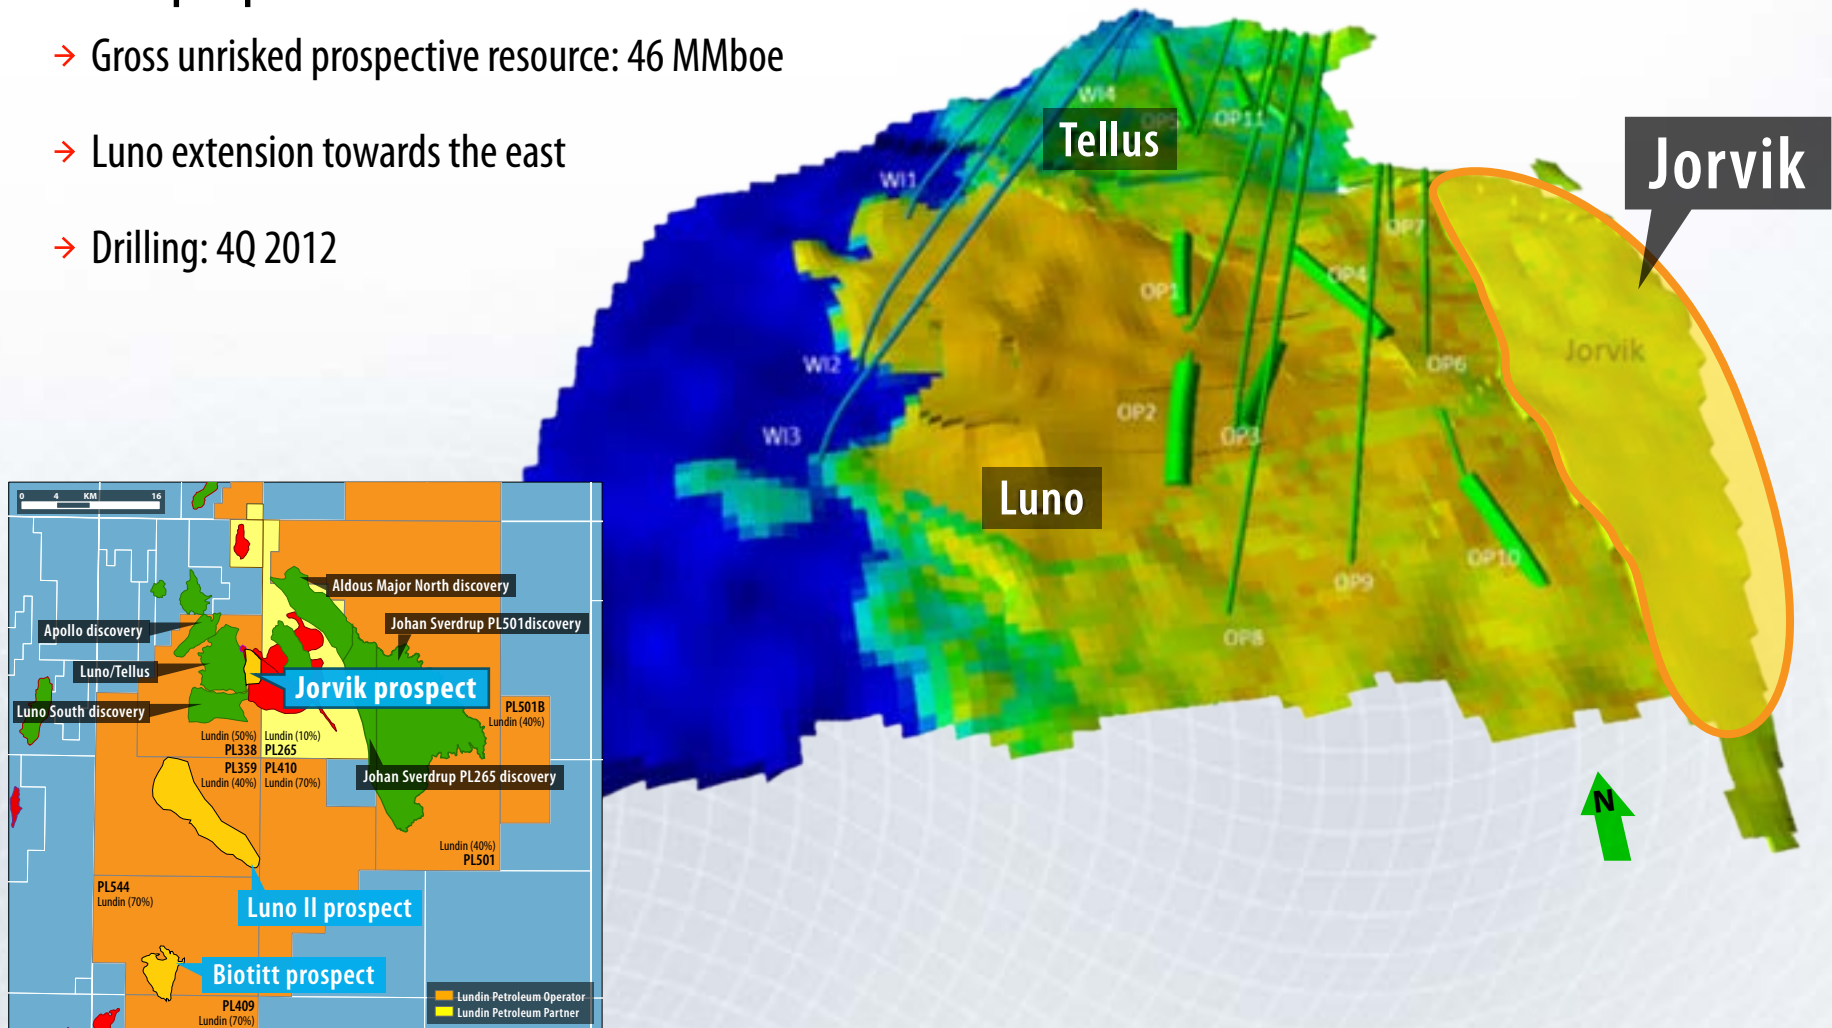 → Gross unrisked prospective resource: 46 MMboe
→ Luno extension towards the east
→ Drilling: 4Q 2012
WI4
OP5
OP11
Tellus
WI1
Jorvik
OP7
OP4
OP1
Jorvik
WI2
OP6
OP2
OP3
WI3
Luno
OP10
OP9
OP8
N
0 4 KM 16
Aldous Major North discovery
Johan Sverdrup PL501discovery
Apollo discovery
Luno/Tellus
Jorvik prospect
Luno South discovery
PL501B
Lundin (40%)
Lundin (50%)
PL338
Lundin (10%)
PL265
PL359
Lundin (40%)
PL410
Lundin (70%)
Johan Sverdrup PL265 discovery
Lundin (40%)
PL501
PL544
Lundin (70%)
Luno II prospect
Biotitt prospect
PL409
Lundin (70%)
Lundin Petroleum Operator
Lundin Petroleum Partner